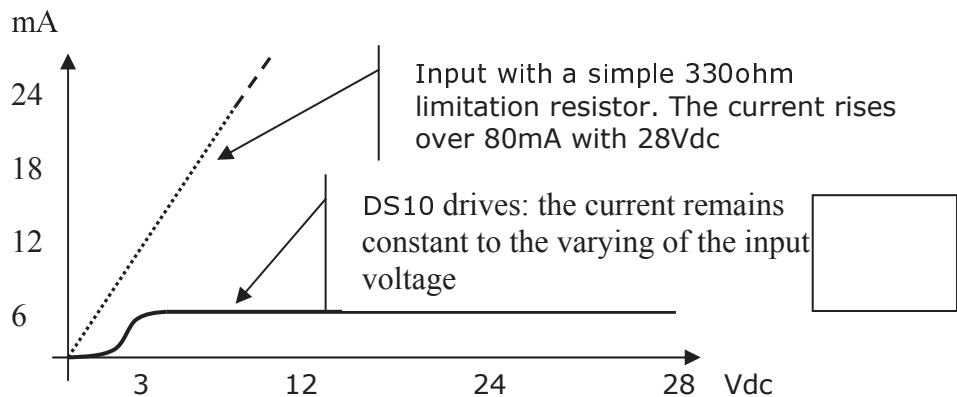 mA
24
18
12
6
Input with a simple 330ohm
limitation resistor. The current rises
over 80mA with 28Vdc
DS10 drives: the current remains
constant to the varying of the input
voltage
3 12 24 28 Vdc